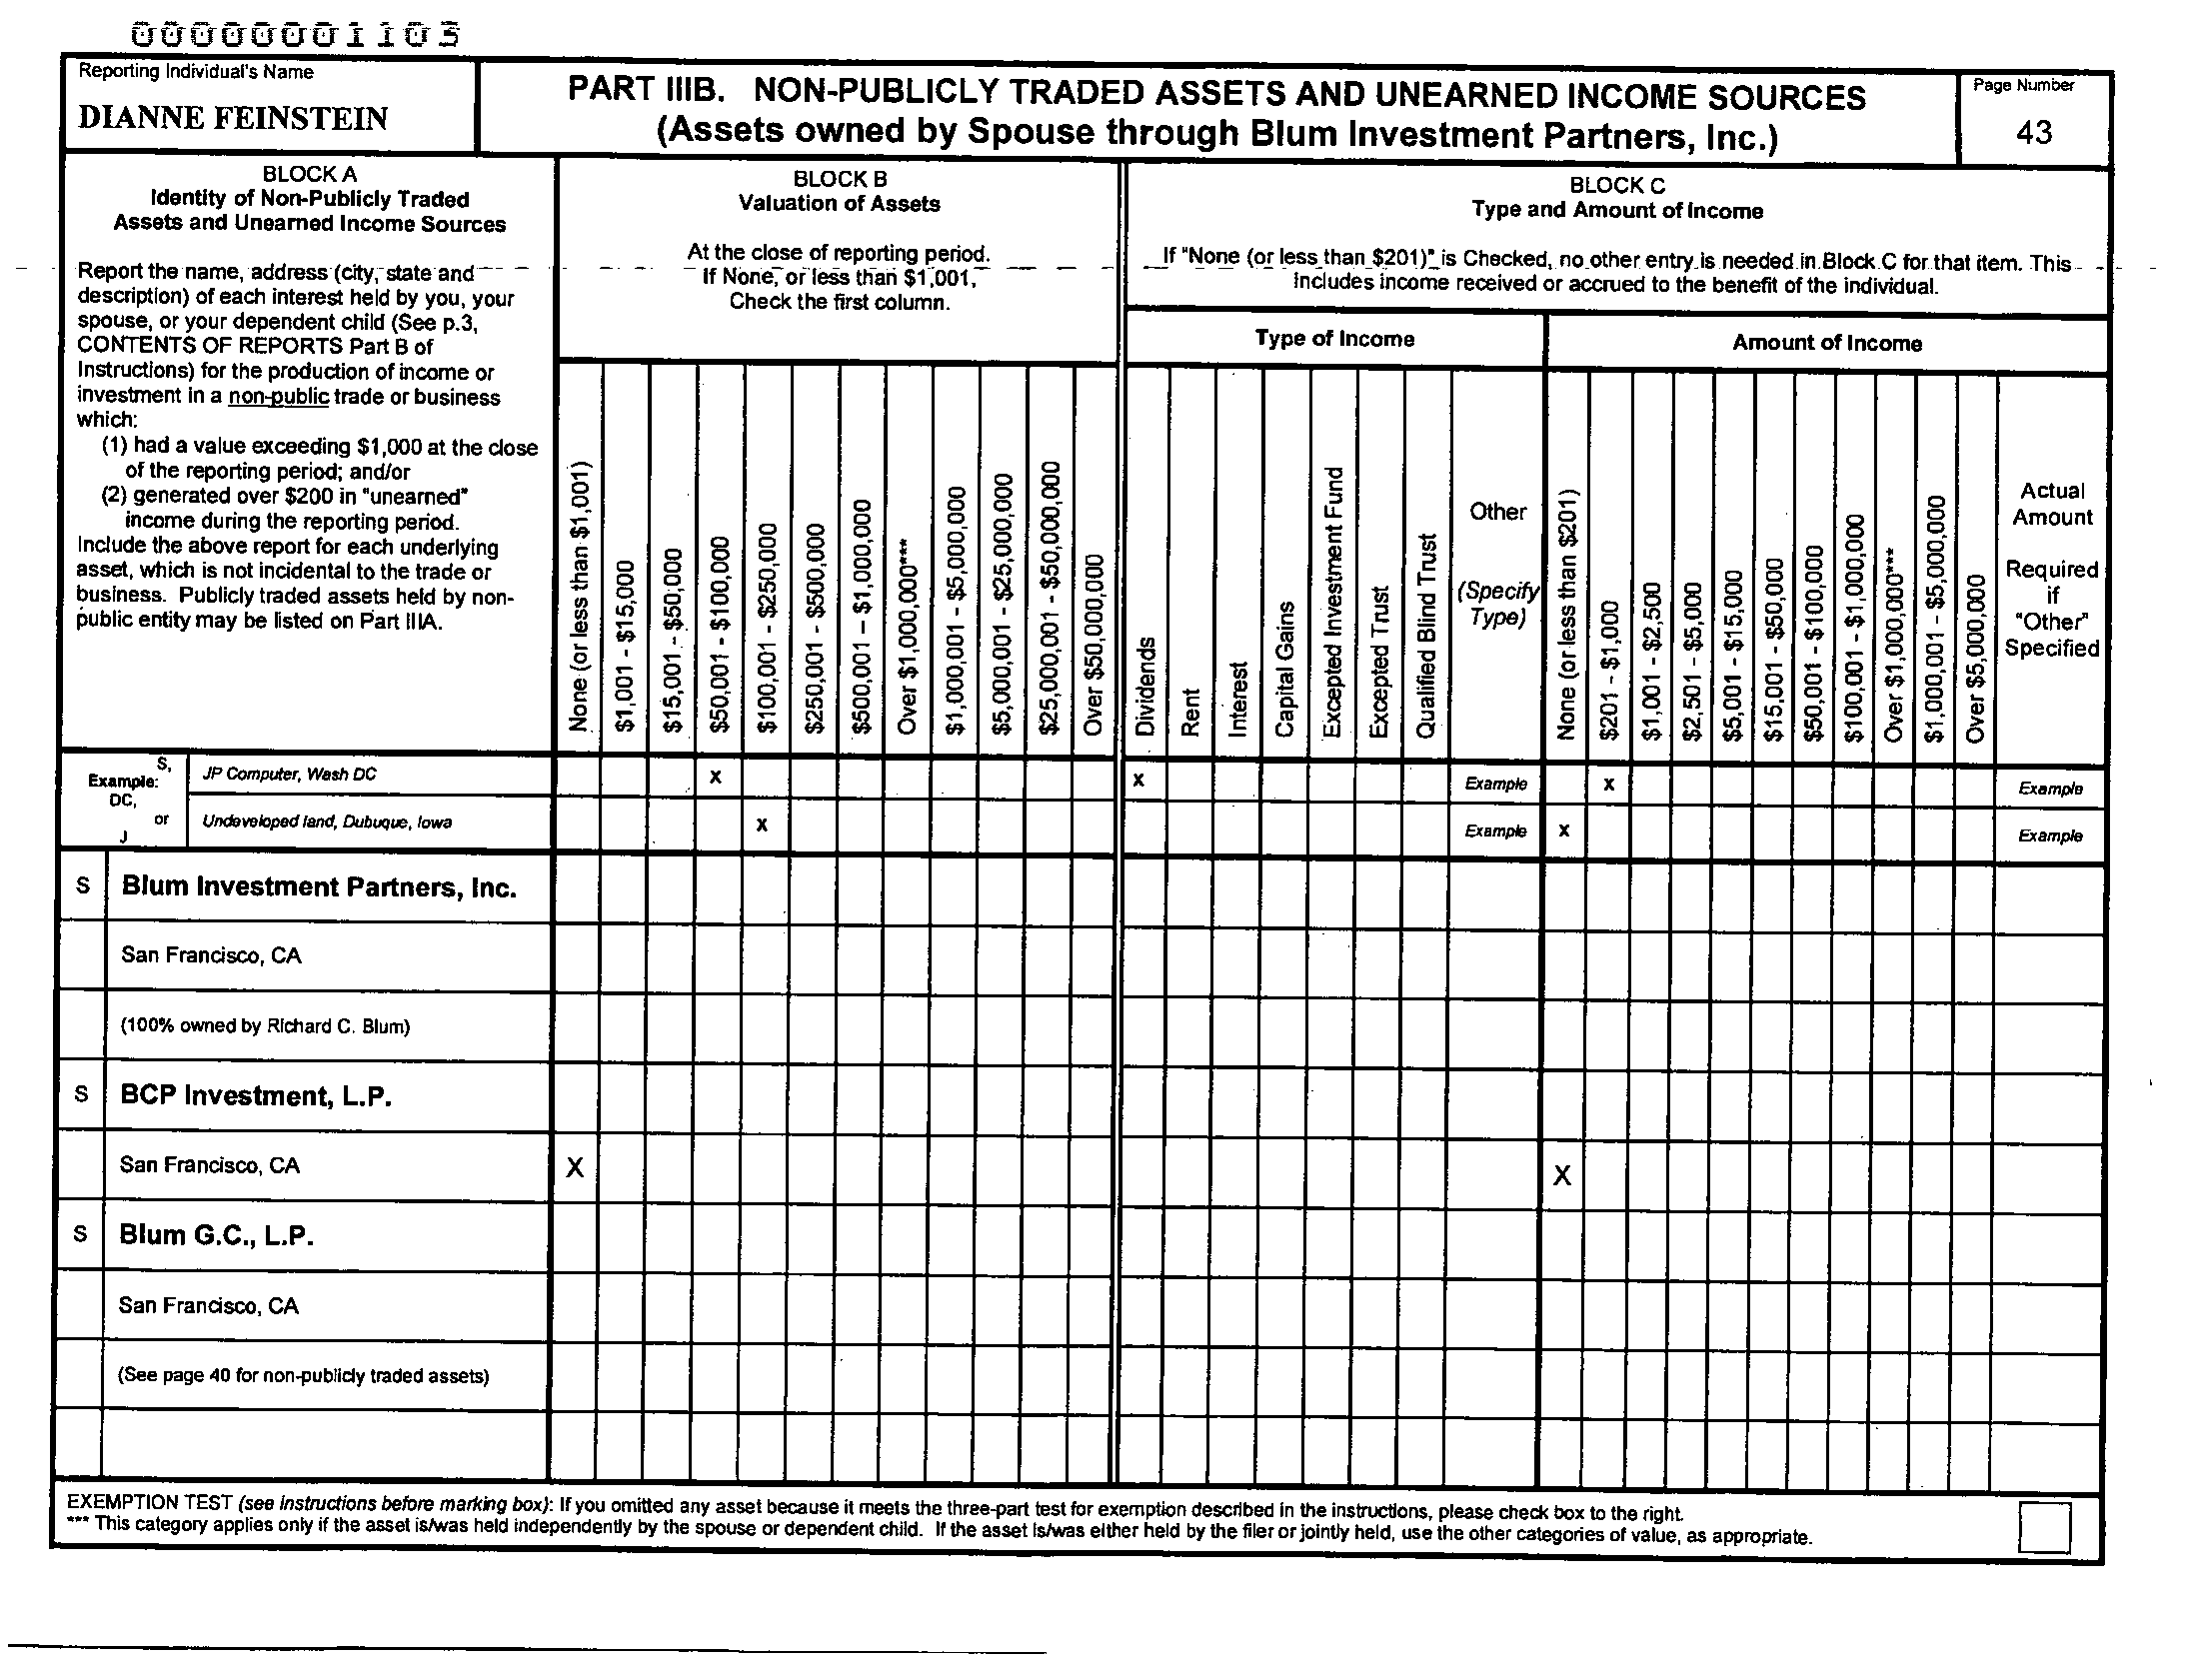 00000001105
Reporting Individual's Name
DIANNE FEINSTEIN
PART IIIB. NON-PUBLICLY TRADED ASSETS AND UNEARNED INCOME SOURCES
(Assets owned by Spouse through Blum Investment Partners, Inc.)
Page Number
43
BLOCK A
Identity of Non-Publicly Traded
Assets and Unearned Income Sources
Report the name, address (city, state and
description) of each interest held by you, your
spouse, or your dependent child (See p.3,
CONTENTS OF REPORTS Part B of
Instructions) for the production of income or
investment in a non-public trade or business
which:
(1) had a value exceeding $1,000 at the close
of the reporting period; and/or
(2) generated over $200 in "unearned"
income during the reporting period.
Include the above report for each underlying
asset, which is not incidental to the trade or
business. Publicly traded assets held by non-
public entity may be listed on Part IIIA.
BLOCK B
Valuation of Assets
At the close of reporting period.
If None, or less than $1,001,
Check the first column.
BLOCK C
Type and Amount of Income
If "None (or less than $201)" is Checked, no other entry is needed in Block C for that item. This
includes income received or accrued to the benefit of the individual.
Type of Income
Amount of Income
None (or less than $1,001)
$1,001 - $15,000
$15,001 - $50,000
$50,001 - $100,000
$100,001 - $250,000
$250,001 - $500,000
$500,001 – $1,000,000
Over $1,000,000***
$1,000,001 - $5,000,000
$5,000,001 - $25,000,000
$25,000,001 - $50,000,000
Over $50,000,000
Dividends
Rent
Interest
Capital Gains
Excepted Investment Fund
Excepted Trust
Qualified Blind Trust
Other
(Specify
Type)
None (or less than $201)
$201 - $1,000
$1,001 - $2,500
$2,501 - $5,000
$5,001 - $15,000
$15,001 - $50,000
$50,001 - $100,000
$100,001 - $1,000,000
Over $1,000,000***
$1,000,001 - $5,000,000
Over $5,000,000
Actual
Amount
Required
if
"Other"
Specified
S,
Example:
DC,
or
J
JP Computer, Wash DC x x Example x Example
Undeveloped land, Dubuque, Iowa x Example x Example
S Blum Investment Partners, Inc.
San Francisco, CA
(100% owned by Richard C. Blum)
S BCP Investment, L.P.
San Francisco, CA X X
S Blum G.C., L.P.
San Francisco, CA
(See page 40 for non-publicly traded assets)
EXEMPTION TEST (see instructions before marking box): If you omitted any asset because it meets the three-part test for exemption described in the instructions, please check box to the right.
*** This category applies only if the asset is/was held independently by the spouse or dependent child. If the asset is/was either held by the filer or jointly held, use the other categories of value, as appropriate.